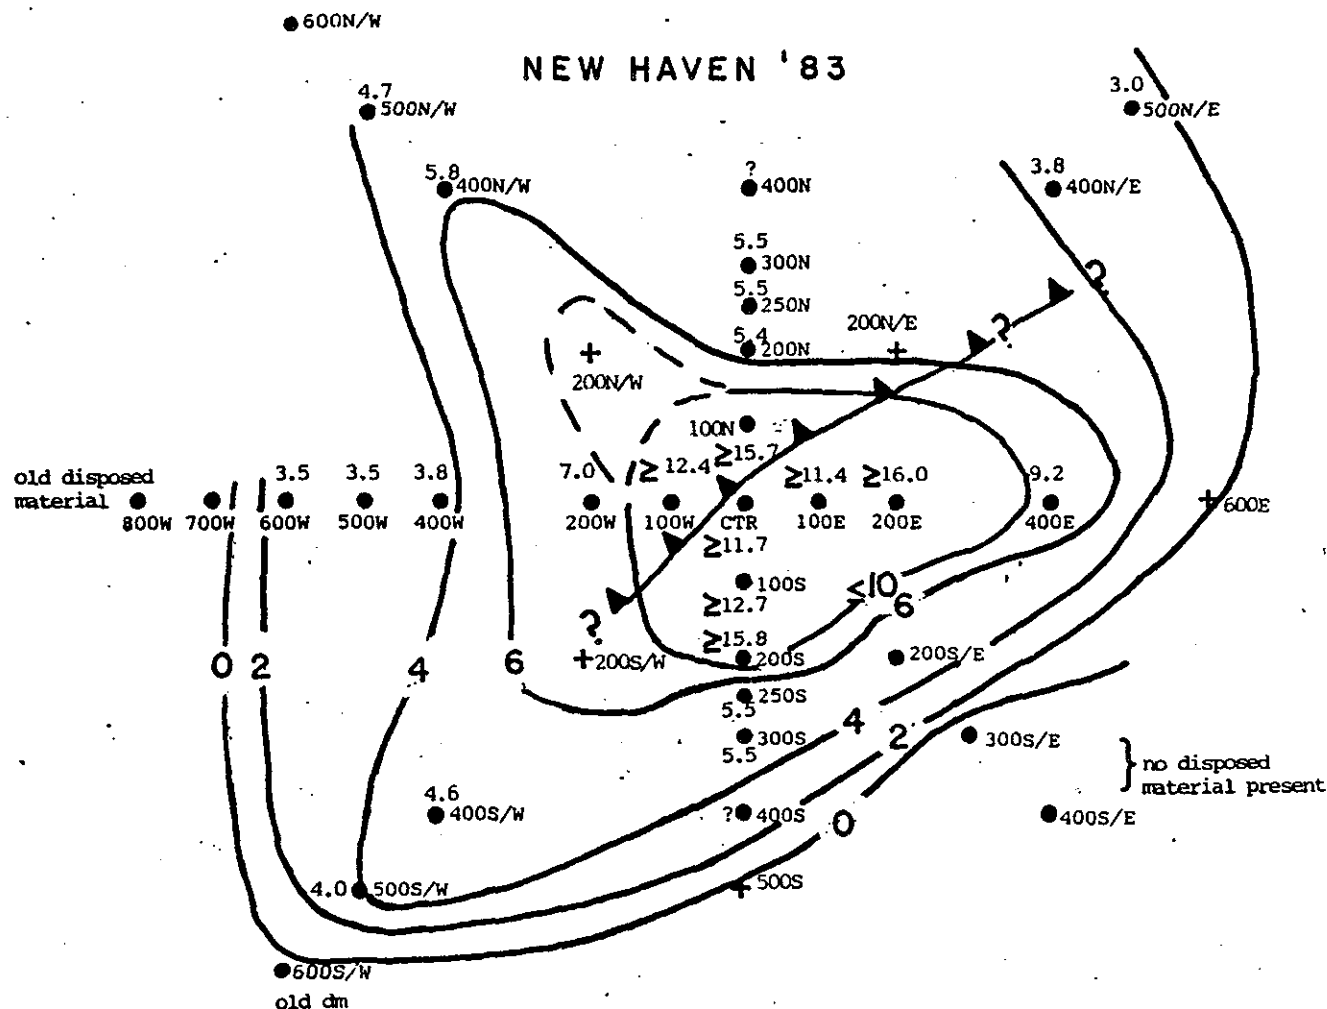 600N/W
NEW HAVEN '83
4.7
500N/W
3.0
500N/E
5.8
400N/W
?
400N
3.8
400N/E
5.5
300N
5.5
250N
200N/E
5.4
200N
?
?
200N/W
100N
≥15.7
old disposed
material
3.5
3.5
3.8
7.0
≥12.4
≥11.4
≥16.0
9.2
800W
700W
600W
500W
400W
200W
100W
CTR
100E
200E
400E
600E
≥11.7
100S
≤10
6
≥12.7
?
≥15.8
0
2
4
6
200S/W
200S
200S/E
250S
5.5
4
2
300S
5.5
300S/E
no disposed
material present
4.6
400S/W
?
400S
0
400S/E
4.0
500S/W
500S
600S/W
old dm